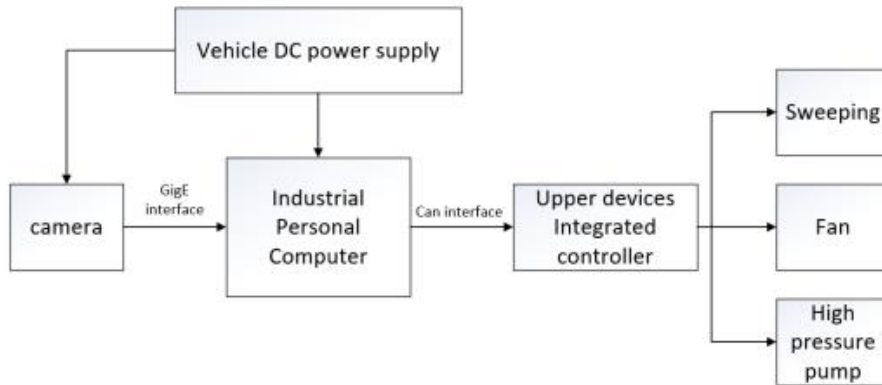 Vehicle DC power supply
Sweeping
GigE
interface
camera
Industrial
Personal
Computer
Can interface
Upper devices
Integrated
controller
Fan
High
pressure
pump